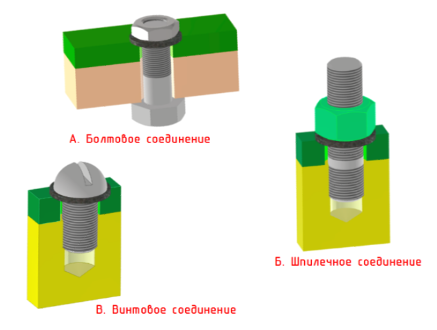 А. Болтовое соединение
Б. Шпилечное соединение
В. Винтовое соединение